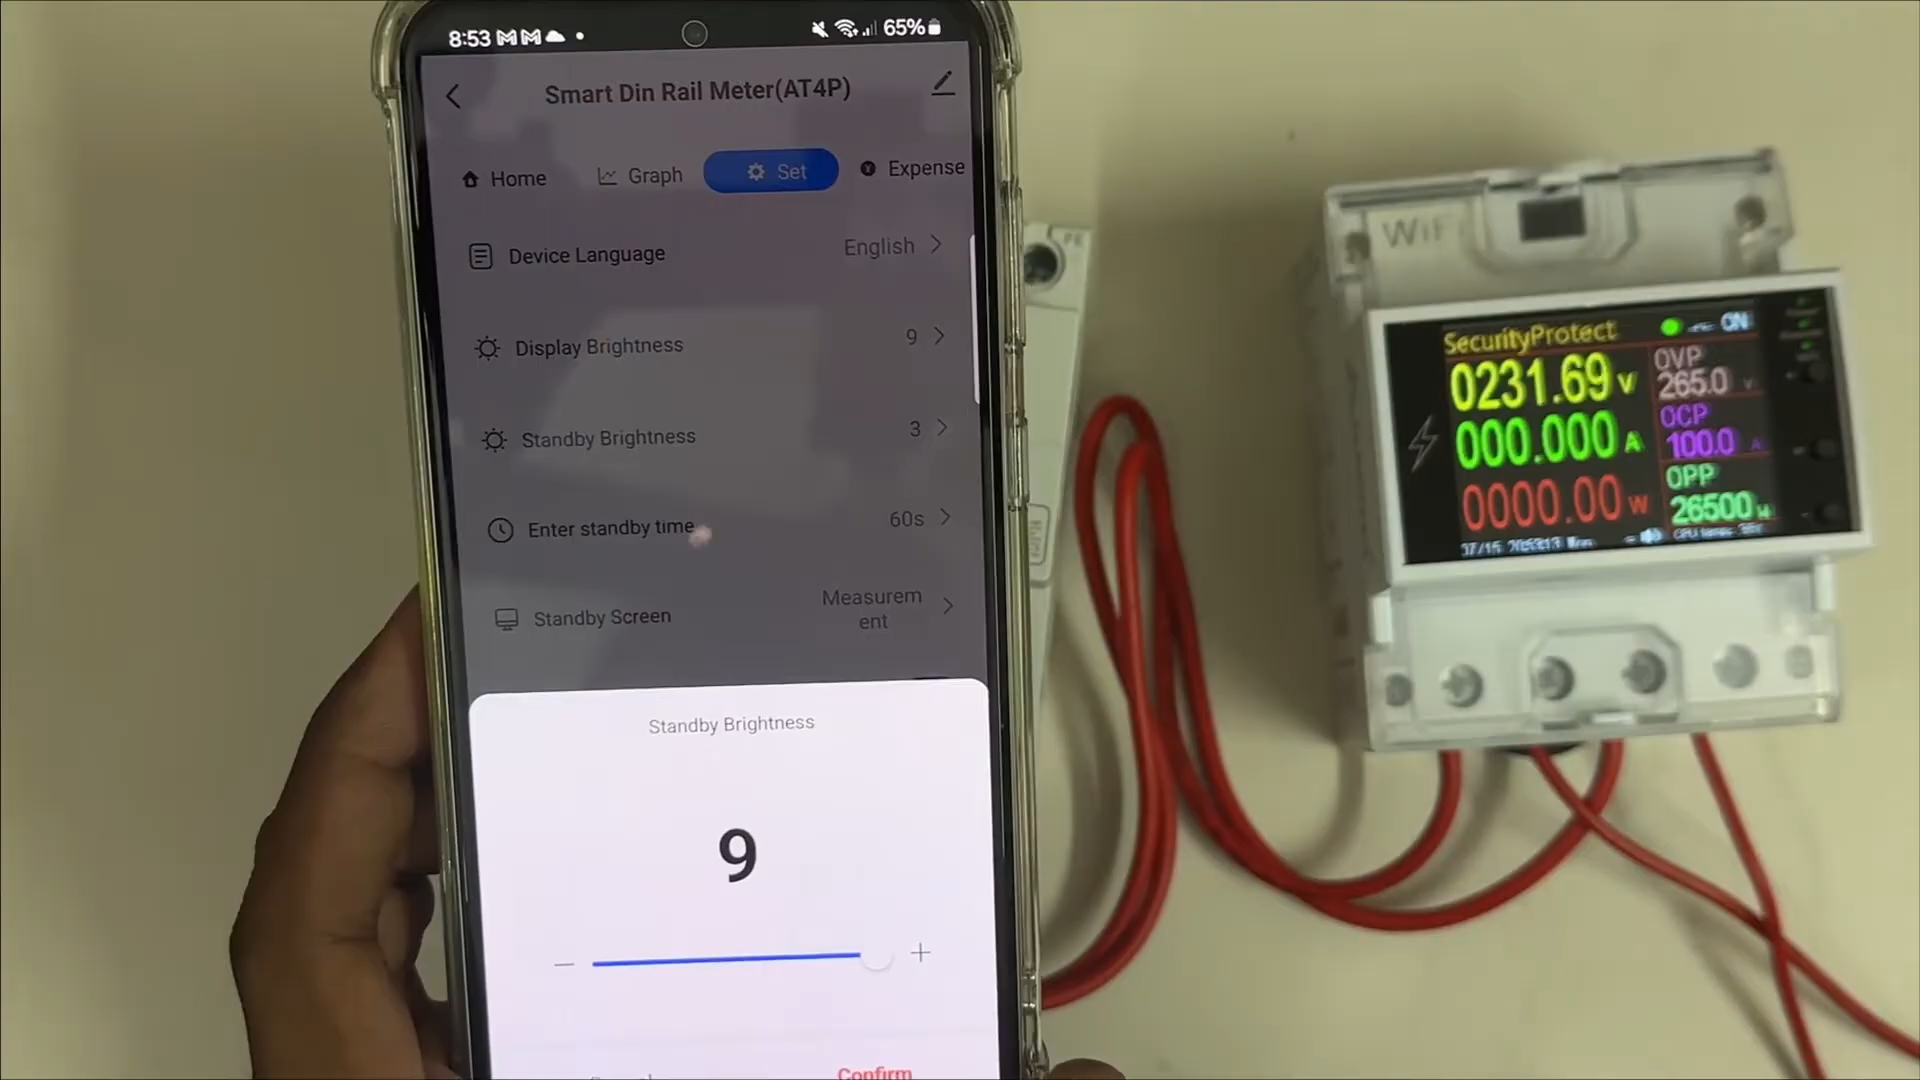 8:53
65%
Smart Din Rail Meter(AT4P)
Home
Graph
Set
Expense
Device Language
English
Display Brightness
9
Standby Brightness
3
Enter standby time
60s
Standby Screen
Measurem
ent
Standby Brightness
9
Confirm
PE
WiFi
SecurityProtect
ON
0231.69 V
000.000 A
0000.00 W
OVP
265.0 V
OCP
100.0 A
OPP
26500 W